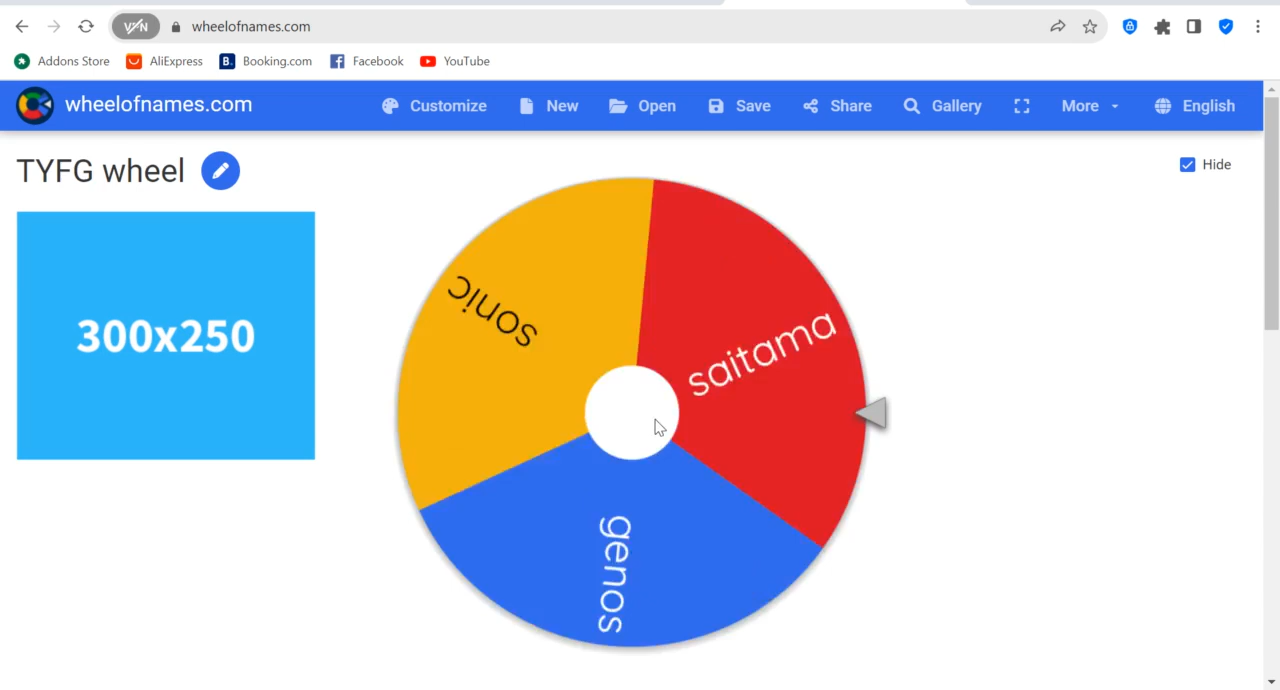 VPN wheelofnames.com
Addons Store AliExpress B. Booking.com Facebook YouTube
wheelofnames.com Customize New Open Save Share Gallery More English
TYFG wheel
Hide
300x250
sonic
saitama
genos